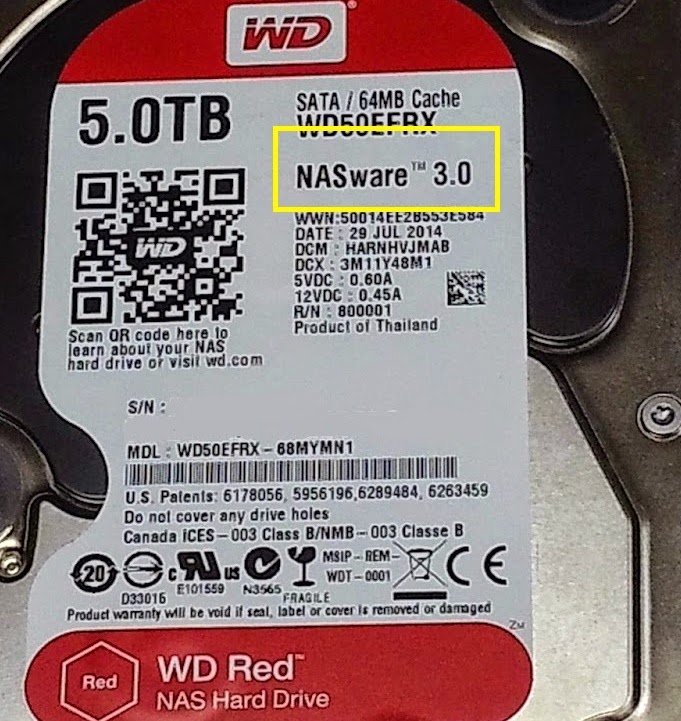 WD®
5.0TB
SATA / 64MB Cache
WD50EFRX
NASware™ 3.0
WD
WWN:50014EE2B553E584
DATE : 29 JUL 2014
DCM : HARNHVJMAB
DCX : 3M11Y48M1
5VDC : 0.60A
12VDC : 0.45A
R/N : 800001
Product of Thailand
Scan QR code here to
learn about your NAS
hard drive or visit wd.com
S/N :
MDL : WD50EFRX-68MYMN1
U.S. Patents: 6178056, 5956196,6289484, 6263459
Do not cover any drive holes
Canada ICES-003 Class B/NMB-003 Classe B
20
D33016
c UR us
E101559
N3565
FRAGILE
MSIP-REM-
WDT-0001
CE
Product warranty will be void if seal, label or cover is removed or damaged
ZM
Red
WD Red™
NAS Hard Drive